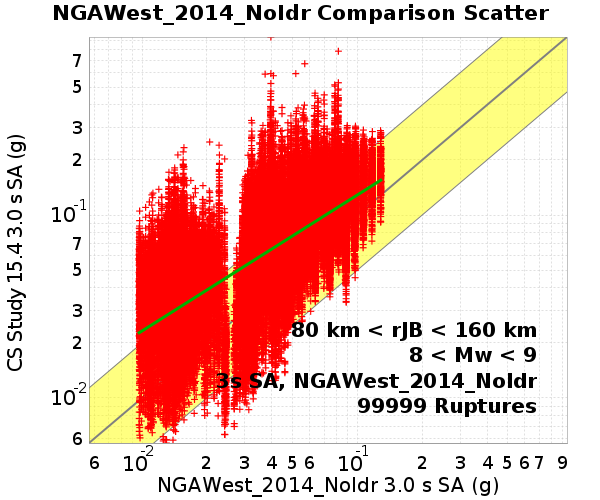 NGAWest_2014_NoIdr Comparison Scatter
CS Study 15.4 3.0 s SA (g)
7
5
3
2
10^-1
7
5
3
2
10^-2
6
80 km < rJB < 160 km
8 < Mw < 9
3s SA, NGAWest_2014_NoIdr
99999 Ruptures
6 10^-2 2 3 4 5 6 10^-1 2 3 4 5 6 7 9
NGAWest_2014_NoIdr 3.0 s SA (g)